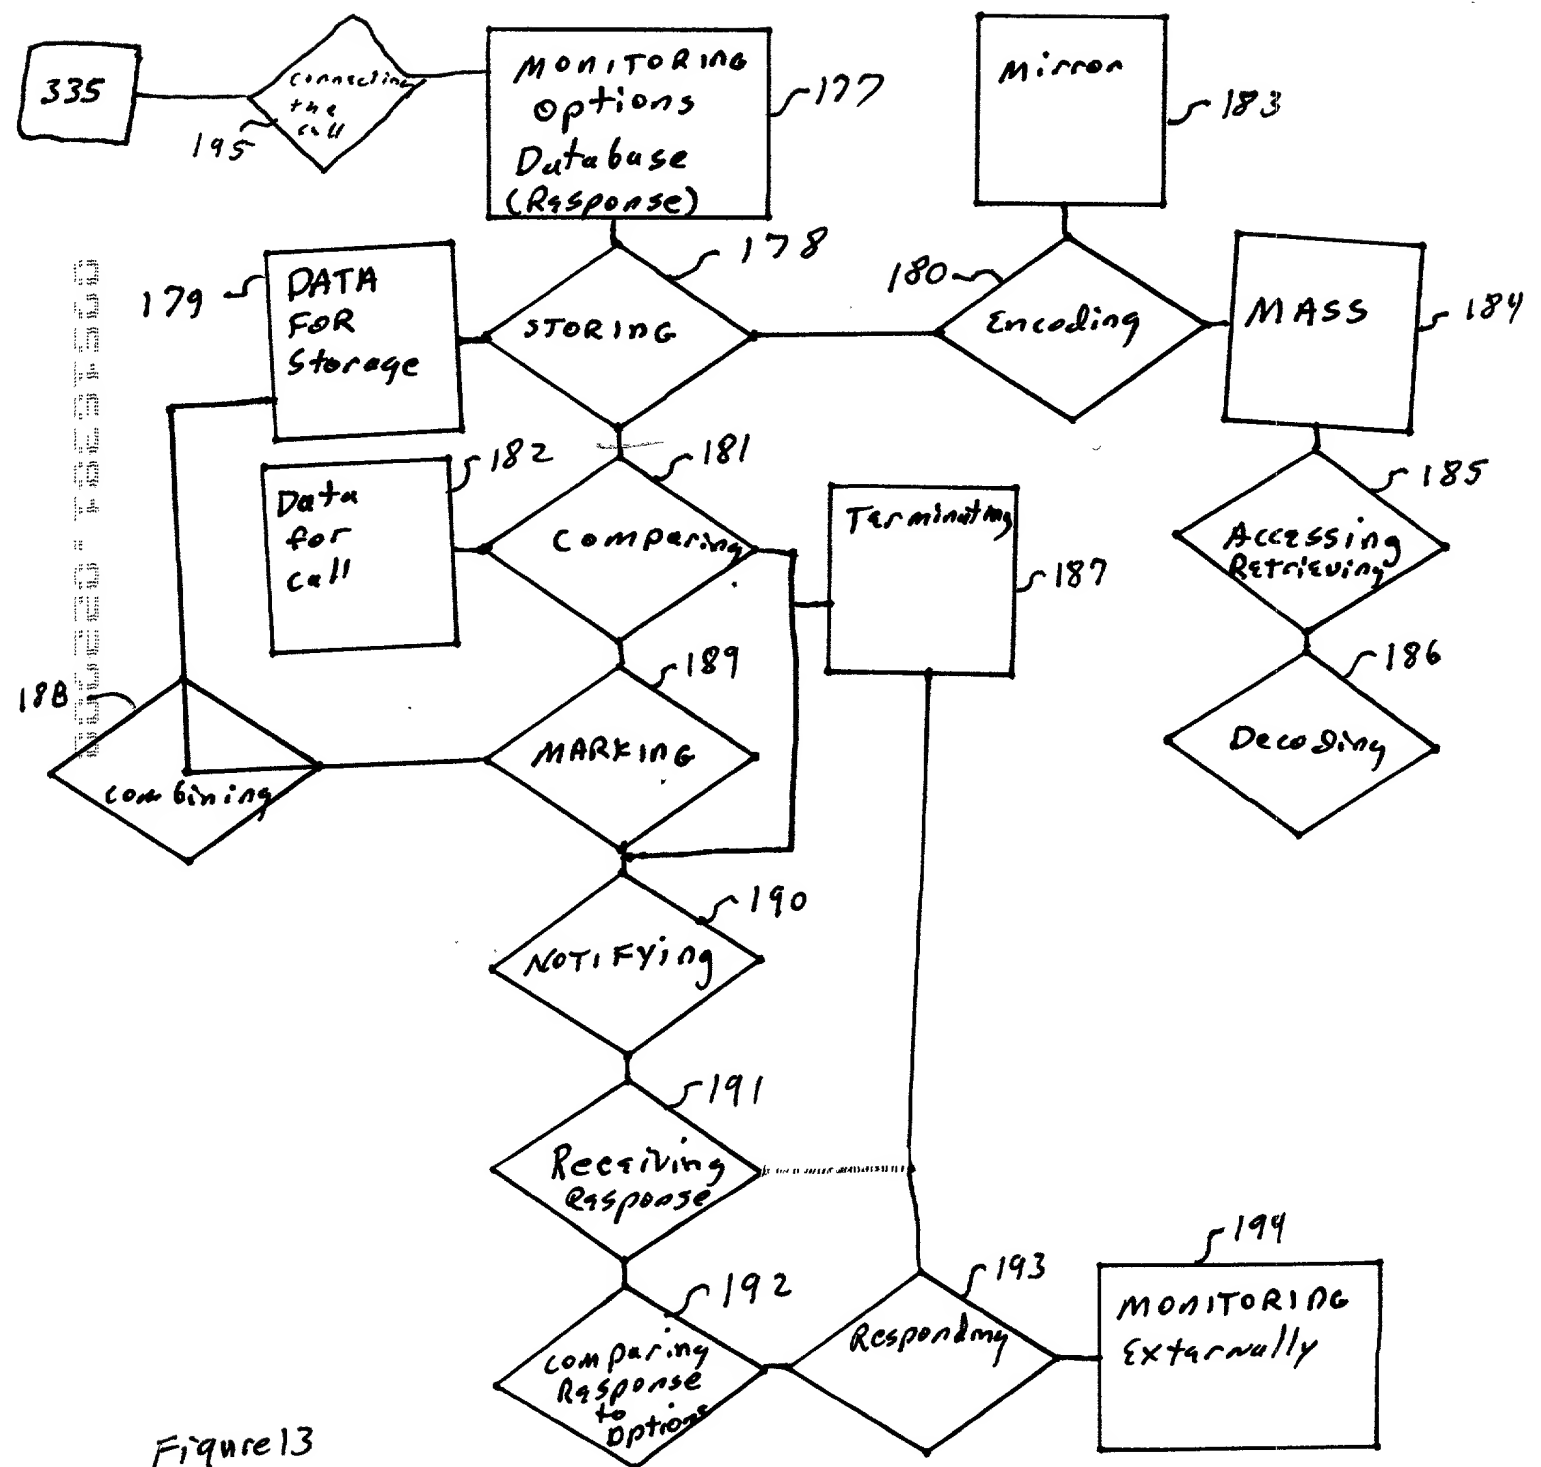 335
connecting
the
call
195
MONITORING
Options
Database
(Response)
177
Mirror
183
179
DATA
FOR
Storage
178
STORING
180
Encoding
MASS
184
182
Data
for
call
181
Comparing
Terminating
187
185
Accessing
Retrieving
188
combining
189
MARKING
186
Decoding
190
NOTIFYing
191
Receiving
Response
192
comparing
Response
to
Options
193
Responding
194
MONITORING
Externally
Figure 13